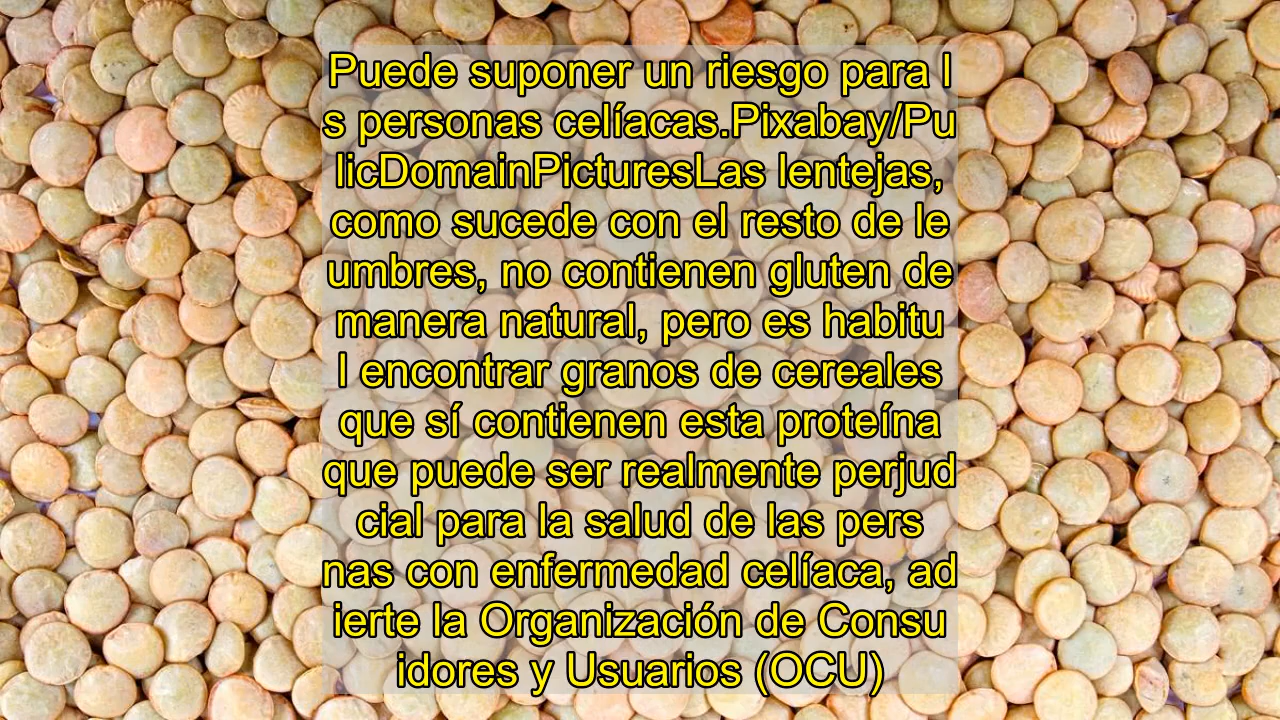 Puede suponer un riesgo para l
s personas celíacas.Pixabay/Pu
licDomainPicturesLas lentejas,
como sucede con el resto de le
umbres, no contienen gluten de
manera natural, pero es habitu
l encontrar granos de cereales
que sí contienen esta proteína
que puede ser realmente perjud
cial para la salud de las pers
nas con enfermedad celíaca, ad
ierte la Organización de Consu
idores y Usuarios (OCU)